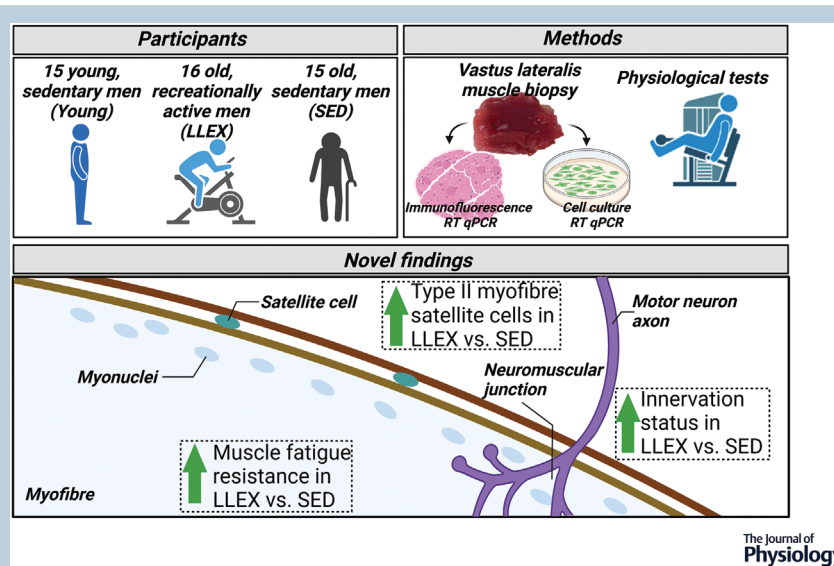 Participants
15 young,
sedentary men
(Young)
16 old,
recreationally
active men
(LLEX)
15 old,
sedentary men
(SED)
Methods
Vastus lateralis
muscle biopsy
Physiological tests
Immunofluorescence
RT qPCR
Cell culture
RT qPCR
Novel findings
Satellite cell
Type II myofibre
satellite cells in
LLEX vs. SED
Motor neuron
axon
Myonuclei
Neuromuscular
junction
Innervation
status in
LLEX vs. SED
Muscle fatigue
resistance in
LLEX vs. SED
Myofibre
The Journal of
Physiology